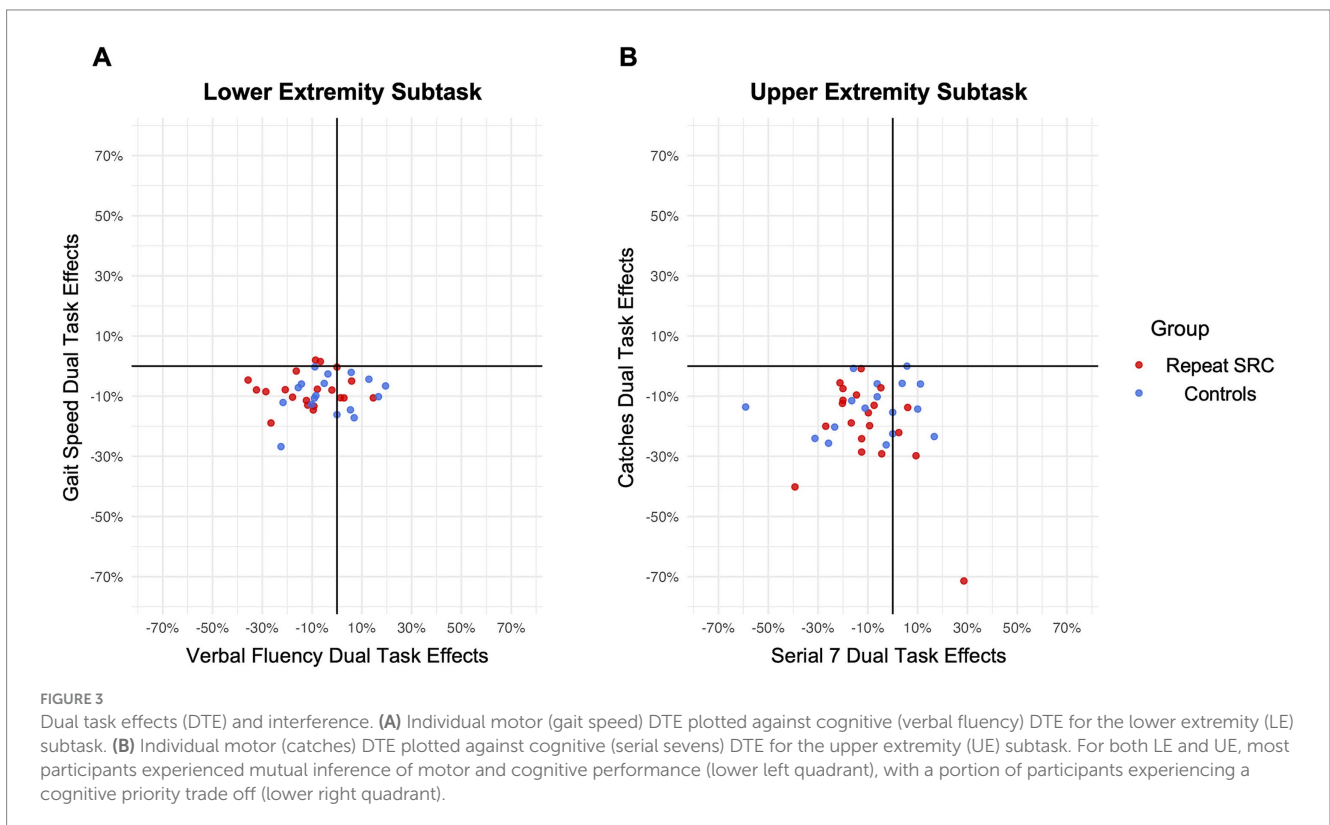 A
B
Lower Extremity Subtask
Upper Extremity Subtask
70%
50%
30%
10%
-10%
-30%
-50%
-70%
Gait Speed Dual Task Effects
-70% -50% -30% -10% 10% 30% 50% 70%
Verbal Fluency Dual Task Effects
70%
50%
30%
10%
-10%
-30%
-50%
-70%
Catches Dual Task Effects
-70% -50% -30% -10% 10% 30% 50% 70%
Serial 7 Dual Task Effects
Group
Repeat SRC
Controls
FIGURE 3
Dual task effects (DTE) and interference. (A) Individual motor (gait speed) DTE plotted against cognitive (verbal fluency) DTE for the lower extremity (LE)
subtask. (B) Individual motor (catches) DTE plotted against cognitive (serial sevens) DTE for the upper extremity (UE) subtask. For both LE and UE, most
participants experienced mutual inference of motor and cognitive performance (lower left quadrant), with a portion of participants experiencing a
cognitive priority trade off (lower right quadrant).